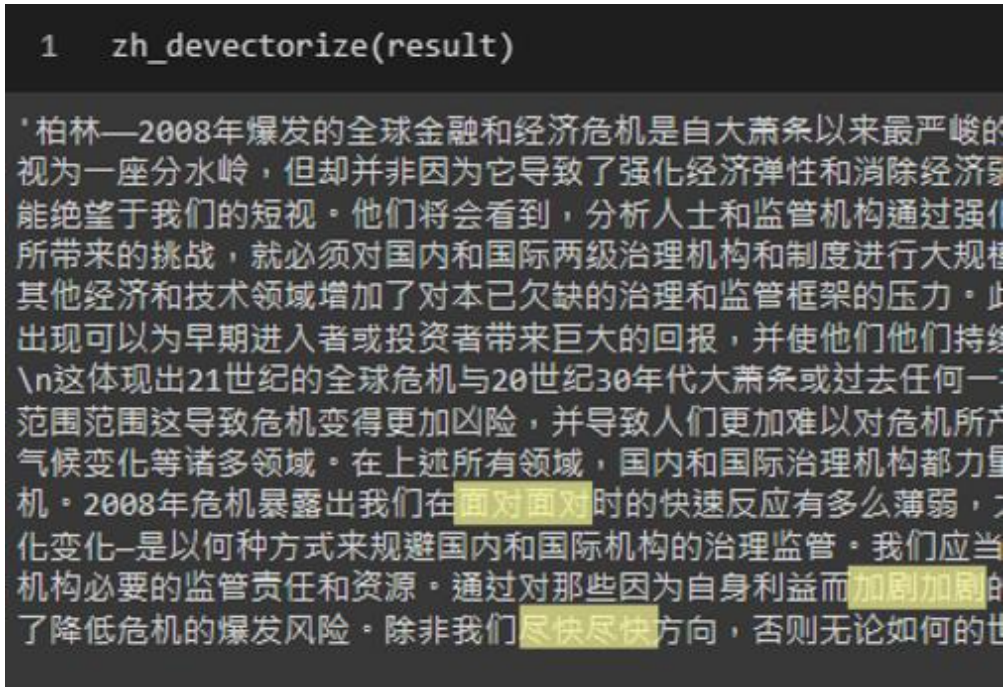 1 zh_devectorize(result)
'柏林—2008年爆发的全球金融和经济危机是自大萧条以来最严峻的
视为一座分水岭，但却并非因为它导致了强化经济弹性和消除经济
能绝望于我们的短视。他们将会看到，分析人士和监管机构通过强
所带来的挑战，就必须对国内和国际两级治理机构和制度进行大规
其他经济和技术领域增加了对本已欠缺的治理和监管框架的压力。
出现可以为早期进入者或投资者带来巨大的回报，并使他们他们持
\n这体现出21世纪的全球危机与20世纪30年代大萧条或过去任何一
范围范围这导致危机变得更加凶险，并导致人们更加难以对危机所
气候变化等诸多领域。在上述所有领域，国内和国际治理机构都力
机。2008年危机暴露出我们在面对面对时的快速反应有多么薄弱，
化变化—是以何种方式来规避国内和国际机构的治理监管。我们应当
机构必要的监管责任和资源。通过对那些因为自身利益而加剧加剧
了降低危机的爆发风险。除非我们尽快尽快方向，否则无论如何的